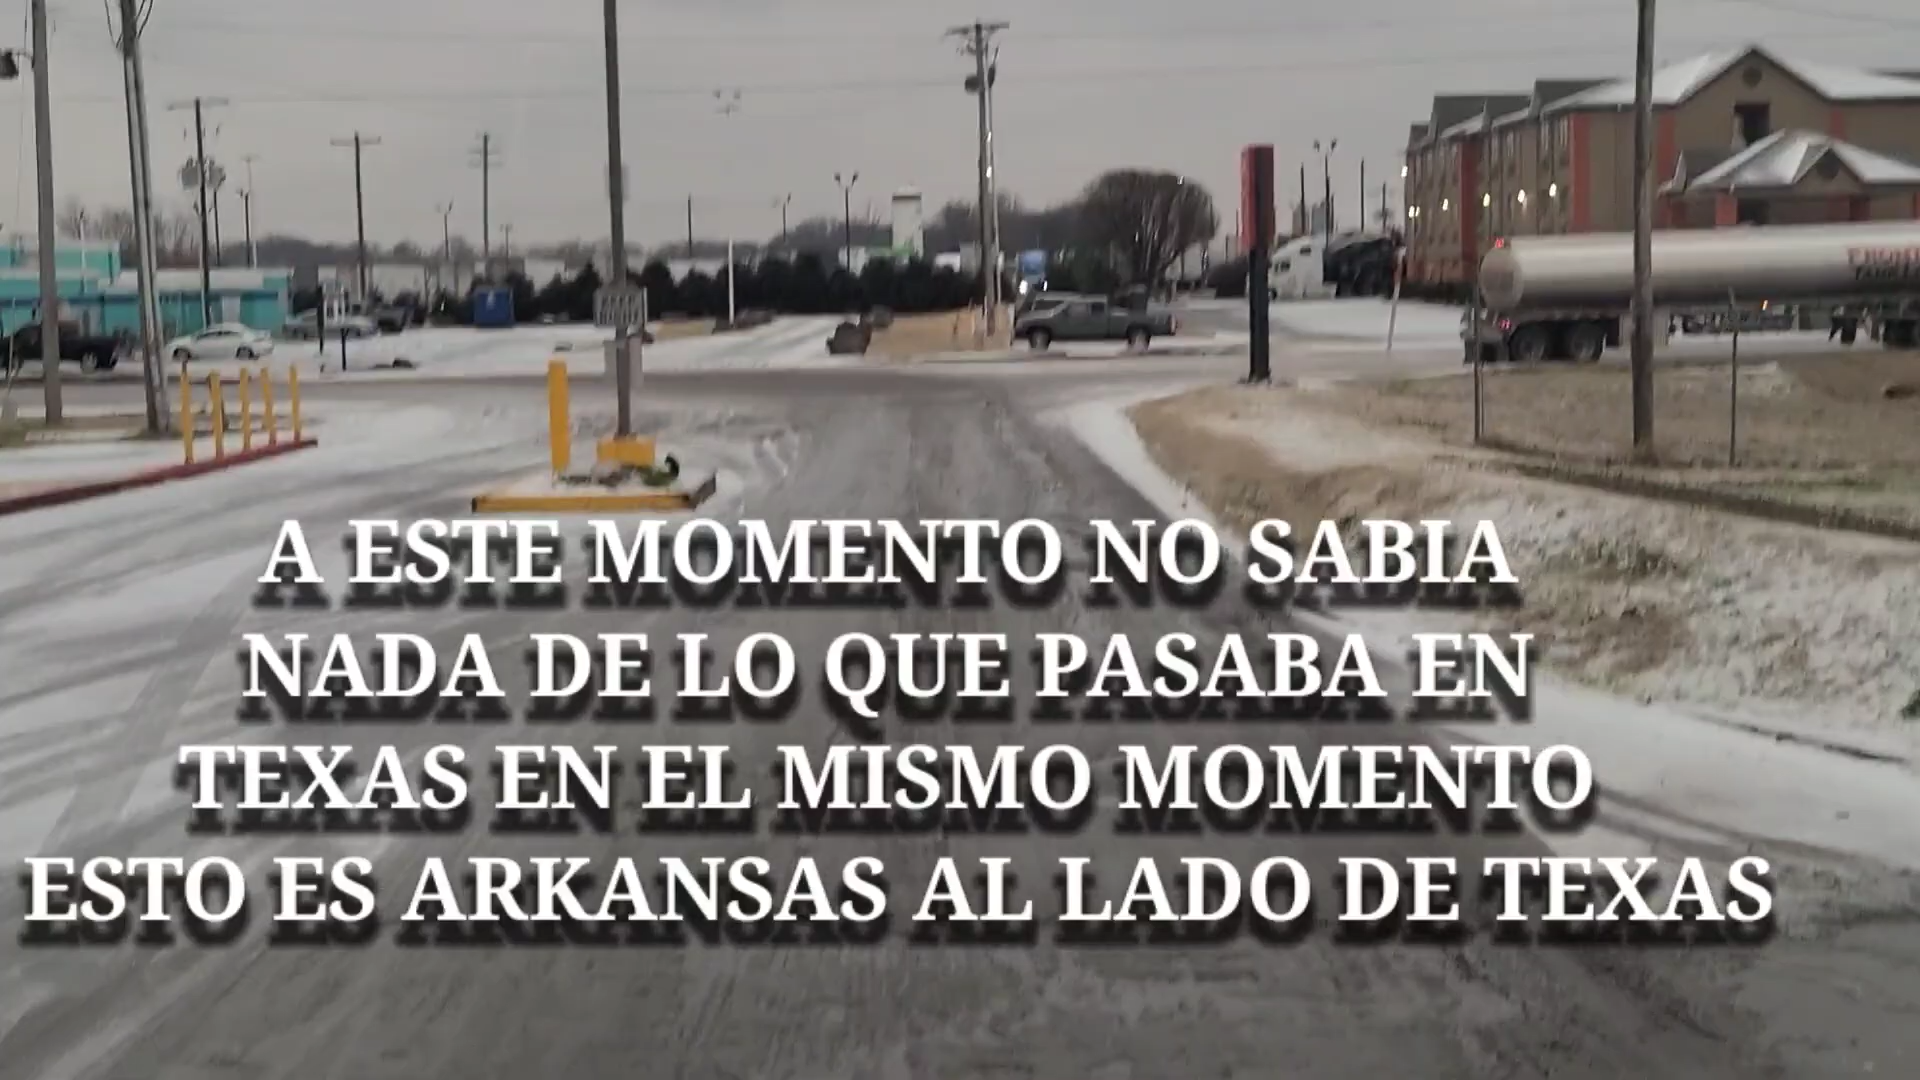 A ESTE MOMENTO NO SABIA
NADA DE LO QUE PASABA EN
TEXAS EN EL MISMO MOMENTO
ESTO ES ARKANSAS AL LADO DE TEXAS